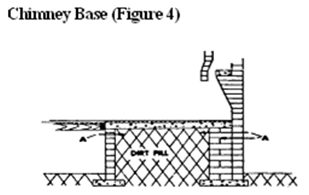 Chimney Base (Figure 4)
A
A
DIRT FILL